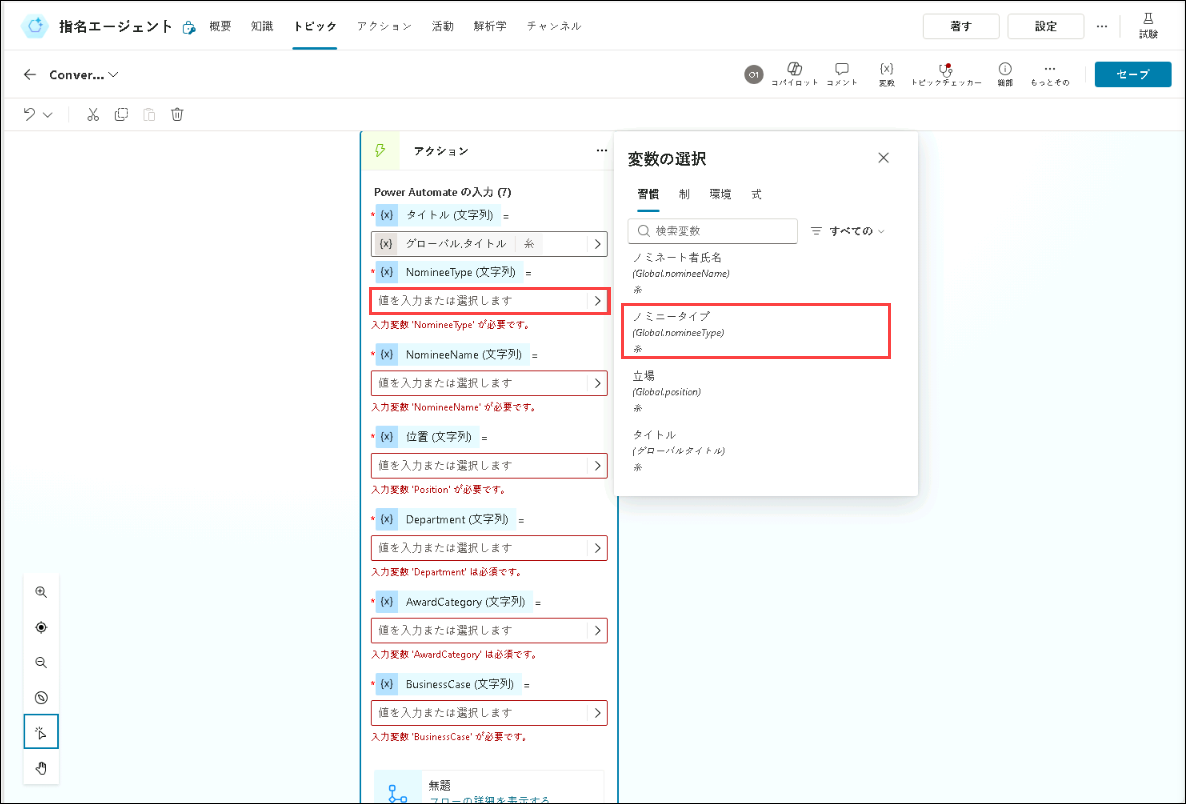 指名エージェント 概要 知識 トピック アクション 活動 解析学 チャンネル 著す 設定 試験
Conver... O1 コパイロット コメント {x} 変数 トピックチェッカー 細部 もっとその セーブ
アクション
Power Automate の入力 (7)
* {x} タイトル (文字列) =
{x} グローバル.タイトル 糸
* {x} NomineeType (文字列) =
値を入力または選択します
入力変数 'NomineeType' が必要です。
* {x} NomineeName (文字列) =
値を入力または選択します
入力変数 'NomineeName' が必要です。
* {x} 位置 (文字列) =
値を入力または選択します
入力変数 'Position' が必要です。
* {x} Department (文字列) =
値を入力または選択します
入力変数 'Department' は必須です。
* {x} AwardCategory (文字列) =
値を入力または選択します
入力変数 'AwardCategory' は必須です。
* {x} BusinessCase (文字列) =
値を入力または選択します
入力変数 'BusinessCase' が必要です。
無題
フローの詳細を表示する
変数の選択
習慣 制 環境 式
検索変数 すべての
ノミネート者氏名
(Global.nomineeName)
糸
ノミニータイプ
(Global.nomineeType)
糸
立場
(Global.position)
糸
タイトル
(グローバルタイトル)
糸